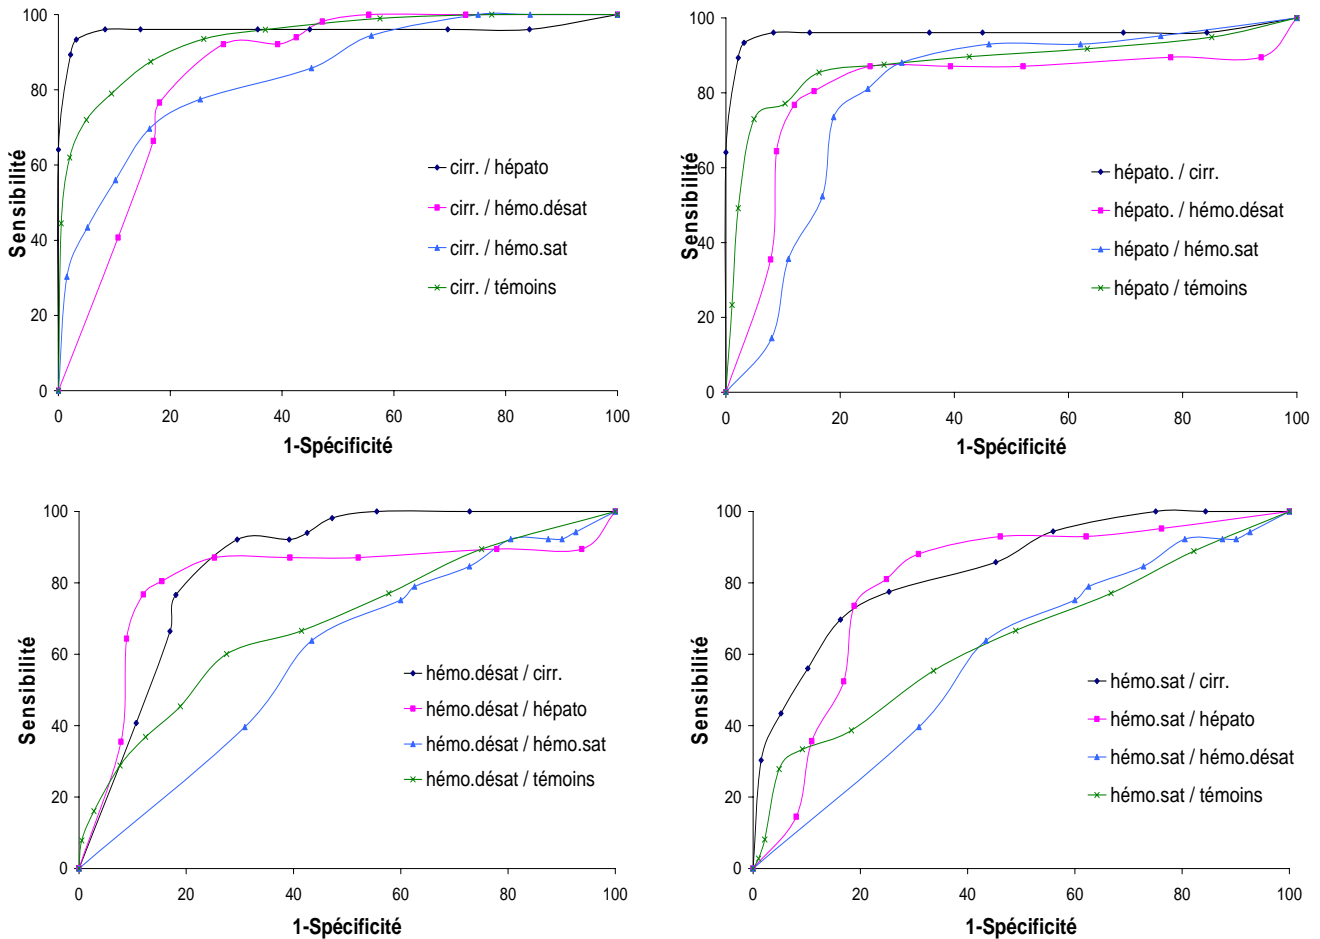 100
80
60
40
20
0
Sensibilité
0 20 40 60 80 100
1-Spécificité
cirr. / hépato
cirr. / hémo.désat
cirr. / hémo.sat
cirr. / témoins
100
80
60
40
20
0
Sensibilité
0 20 40 60 80 100
1-Spécificité
hépato. / cirr.
hépato. / hémo.désat
hépato / hémo.sat
hépato / témoins
100
80
60
40
20
0
Sensibilité
0 20 40 60 80 100
1-Spécificité
hémo.désat / cirr.
hémo.désat / hépato
hémo.désat / hémo.sat
hémo.désat / témoins
100
80
60
40
20
0
Sensibilité
0 20 40 60 80 100
1-Spécificité
hémo.sat / cirr.
hémo.sat / hépato
hémo.sat / hémo.désat
hémo.sat / témoins